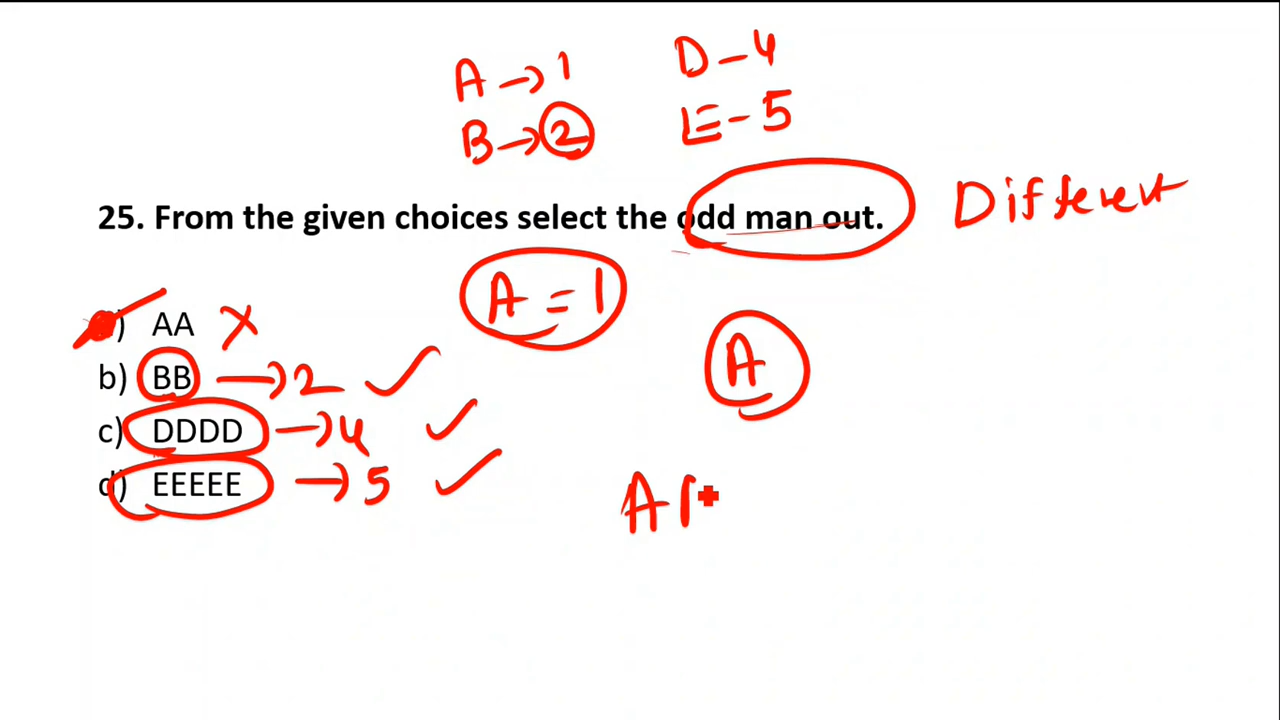 A → 1 D - 4
B → 2 E - 5
25. From the given choices select the odd man out. Different
A = 1
AA X
A
b) BB → 2 ✓
c) DDDD → 4 ✓
d) EEEEE → 5 ✓
A